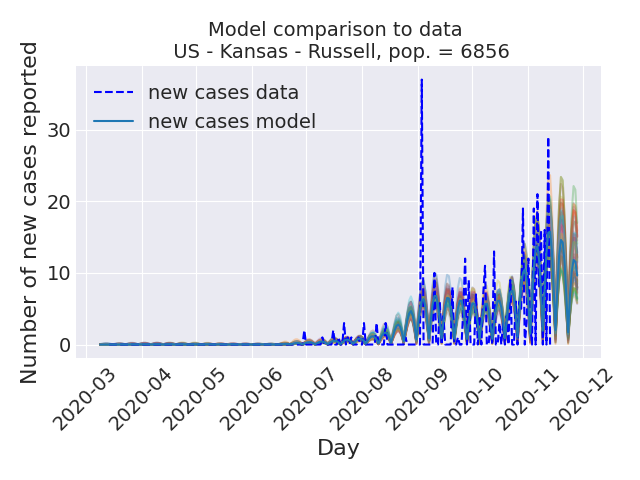 Model comparison to data
US - Kansas - Russell, pop. = 6856
Number of new cases reported
new cases data
new cases model
30
20
10
0
2020-03
2020-04
2020-05
2020-06
2020-07
2020-08
2020-09
2020-10
2020-11
2020-12
Day